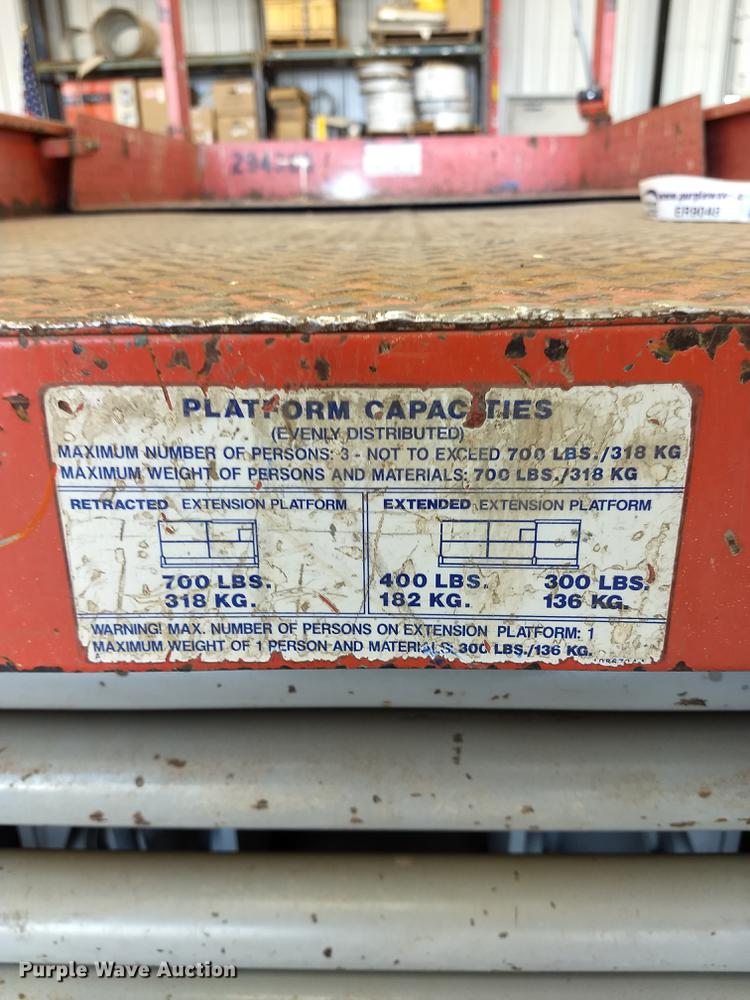 www.purplewave
ER9048
PLATFORM CAPACITIES
(EVENLY DISTRIBUTED)
MAXIMUM NUMBER OF PERSONS: 3 - NOT TO EXCEED 700 LBS./318 KG
MAXIMUM WEIGHT OF PERSONS AND MATERIALS: 700 LBS./318 KG
RETRACTED EXTENSION PLATFORM
700 LBS.
318 KG.
EXTENDED EXTENSION PLATFORM
400 LBS. 300 LBS.
182 KG. 136 KG.
WARNING! MAX. NUMBER OF PERSONS ON EXTENSION PLATFORM: 1
MAXIMUM WEIGHT OF 1 PERSON AND MATERIALS: 300 LBS./136 KG.
Purple Wave Auction